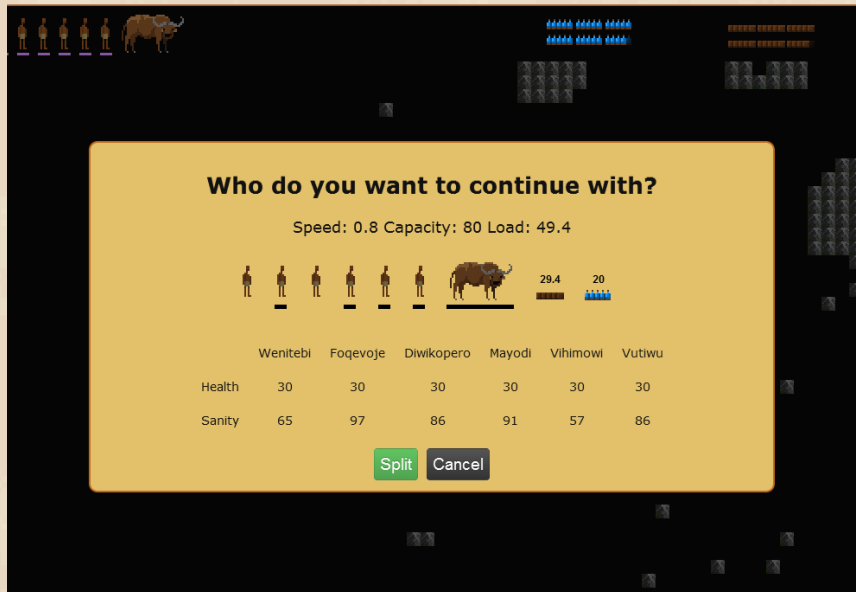 Who do you want to continue with?
Speed: 0.8 Capacity: 80 Load: 49.4
29.4 20
Wenitebi Foqevoje Diwikopero Mayodi Vihimowi Vutiwu
Health 30 30 30 30 30 30
Sanity 65 97 86 91 57 86
Split Cancel